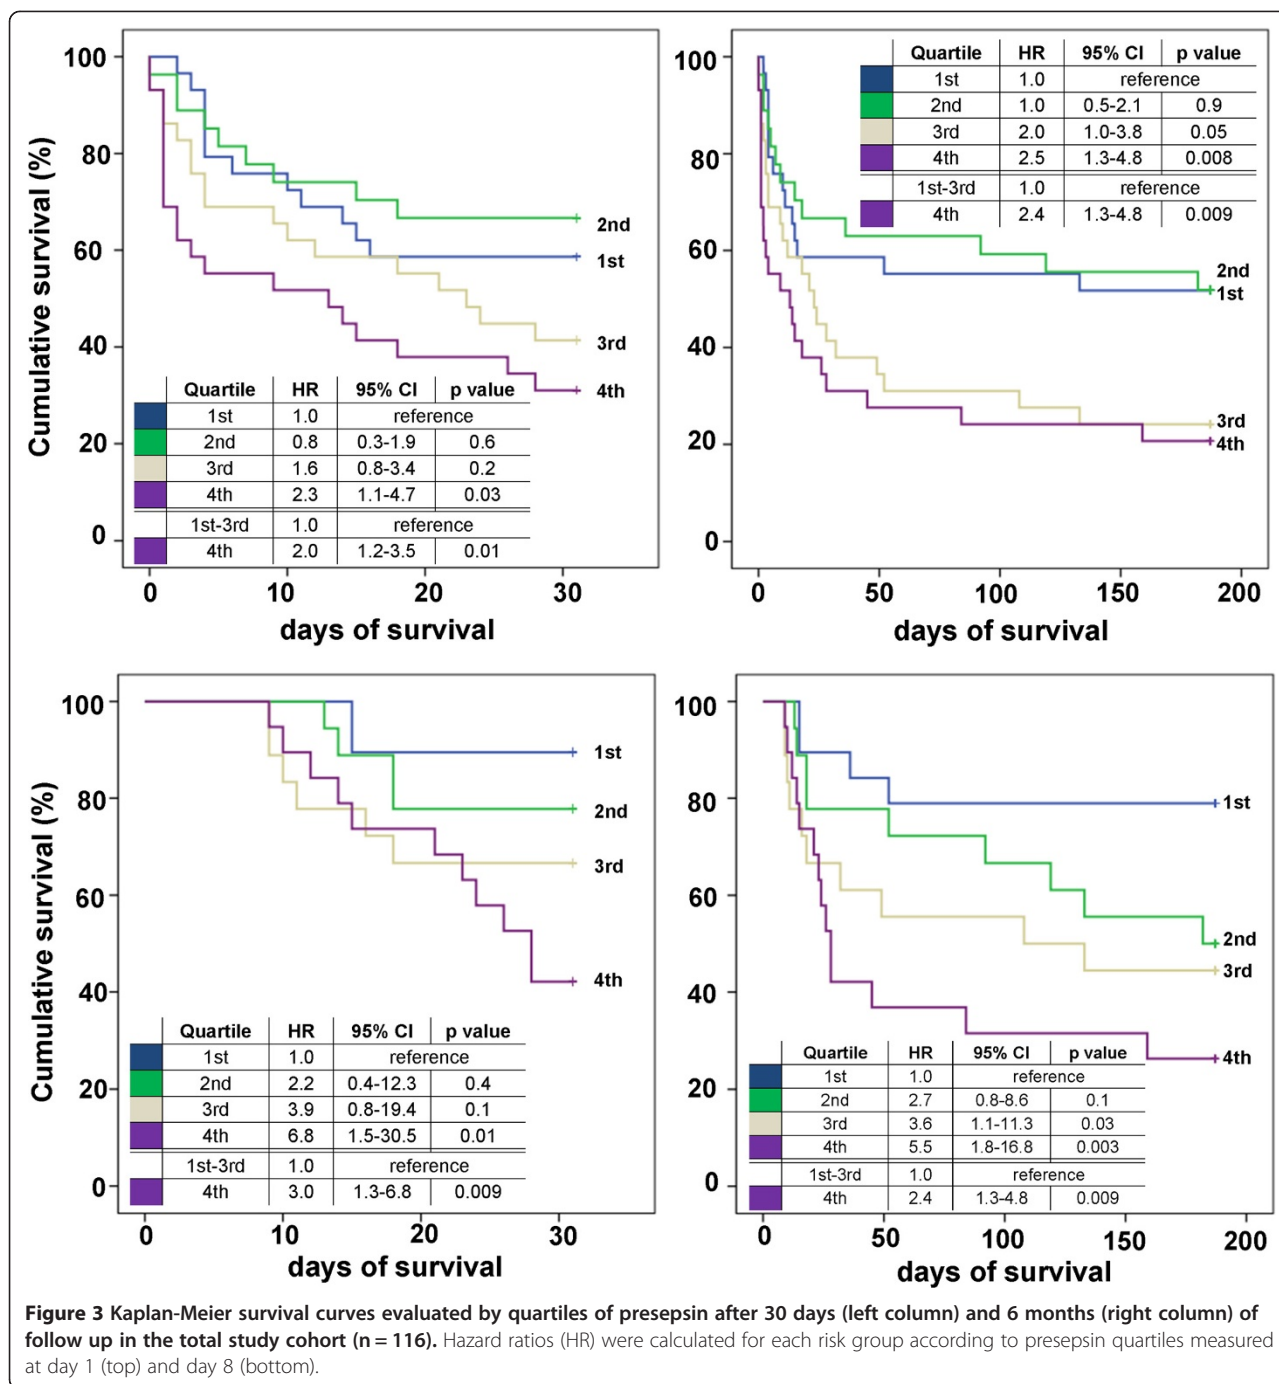 100
80
60
40
20
0
Cumulative survival (%)
2nd
1st
3rd
4th
Quartile HR 95% CI p value
1st 1.0 reference
2nd 0.8 0.3-1.9 0.6
3rd 1.6 0.8-3.4 0.2
4th 2.3 1.1-4.7 0.03
1st-3rd 1.0 reference
4th 2.0 1.2-3.5 0.01
0 10 20 30
days of survival
100
80
60
40
20
0
Quartile HR 95% CI p value
1st 1.0 reference
2nd 1.0 0.5-2.1 0.9
3rd 2.0 1.0-3.8 0.05
4th 2.5 1.3-4.8 0.008
1st-3rd 1.0 reference
4th 2.4 1.3-4.8 0.009
2nd
1st
3rd
4th
0 50 100 150 200
days of survival
100
80
60
40
20
0
Cumulative survival (%)
1st
2nd
3rd
4th
Quartile HR 95% CI p value
1st 1.0 reference
2nd 2.2 0.4-12.3 0.4
3rd 3.9 0.8-19.4 0.1
4th 6.8 1.5-30.5 0.01
1st-3rd 1.0 reference
4th 3.0 1.3-6.8 0.009
0 10 20 30
days of survival
100
80
60
40
20
0
1st
2nd
3rd
4th
Quartile HR 95% CI p value
1st 1.0 reference
2nd 2.7 0.8-8.6 0.1
3rd 3.6 1.1-11.3 0.03
4th 5.5 1.8-16.8 0.003
1st-3rd 1.0 reference
4th 2.4 1.3-4.8 0.009
0 50 100 150 200
days of survival
Figure 3 Kaplan-Meier survival curves evaluated by quartiles of presepsin after 30 days (left column) and 6 months (right column) of
follow up in the total study cohort (n = 116). Hazard ratios (HR) were calculated for each risk group according to presepsin quartiles measured
at day 1 (top) and day 8 (bottom).